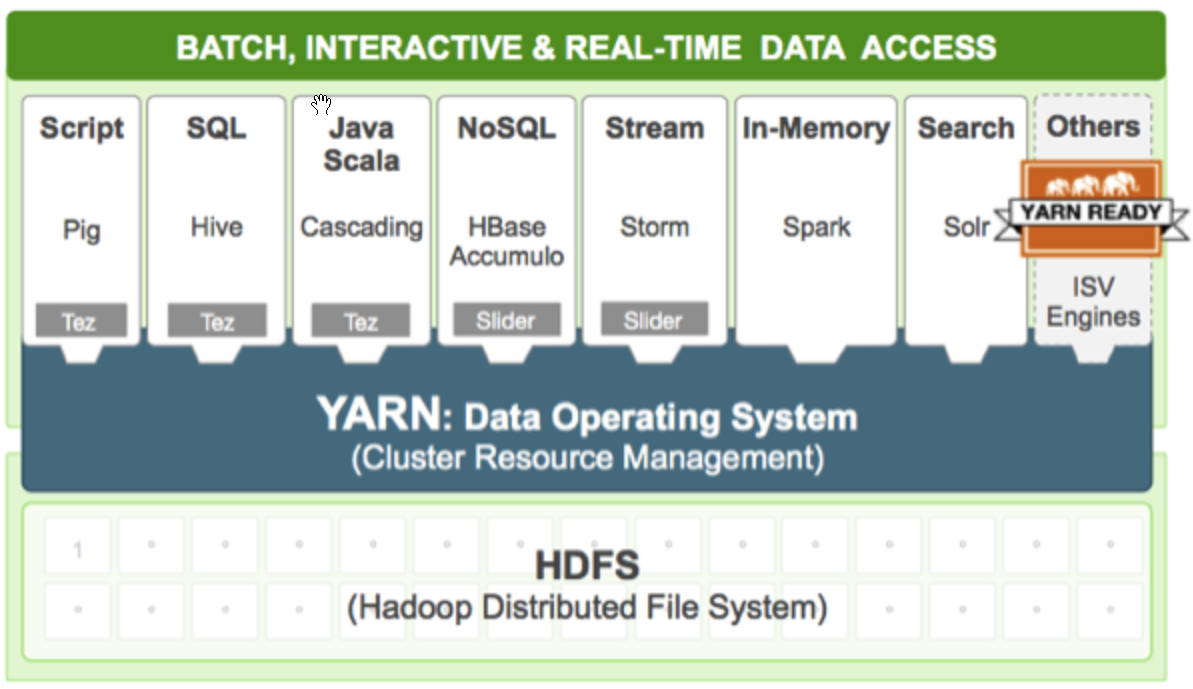 BATCH, INTERACTIVE & REAL-TIME DATA ACCESS
Script
Pig
Tez
SQL
Hive
Tez
Java
Scala
Cascading
Tez
NoSQL
HBase
Accumulo
Slider
Stream
Storm
Slider
In-Memory
Spark
Search
Solr
Others
YARN READY
ISV
Engines
YARN: Data Operating System
(Cluster Resource Management)
1
HDFS
(Hadoop Distributed File System)